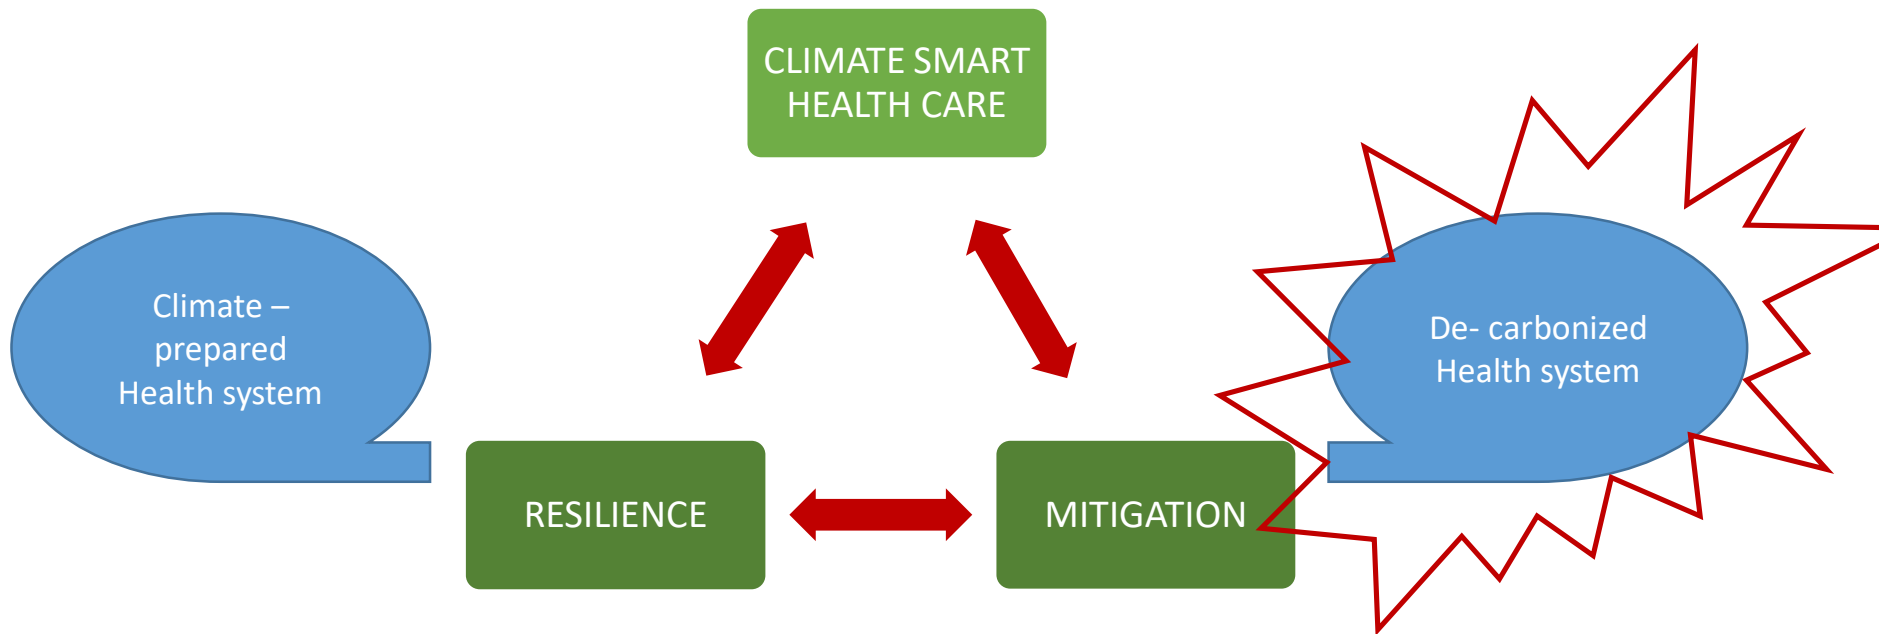 CLIMATE SMART
HEALTH CARE
Climate –
prepared
Health system
De- carbonized
Health system
RESILIENCE
MITIGATION